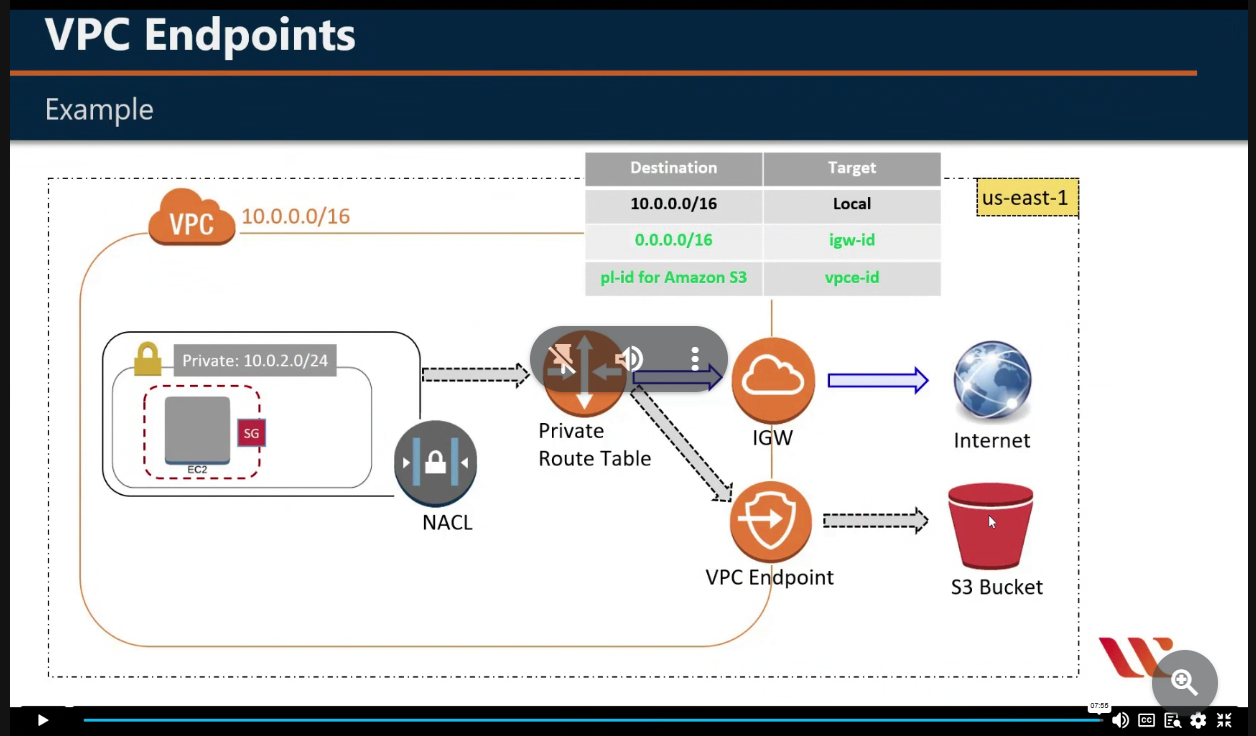 VPC Endpoints
Example
Destination Target
10.0.0.0/16 Local
0.0.0.0/16 igw-id
pl-id for Amazon S3 vpce-id
us-east-1
VPC
10.0.0.0/16
Private: 10.0.2.0/24
SG
EC2
NACL
Private
Route Table
IGW
Internet
VPC Endpoint
S3 Bucket
07:55
CC